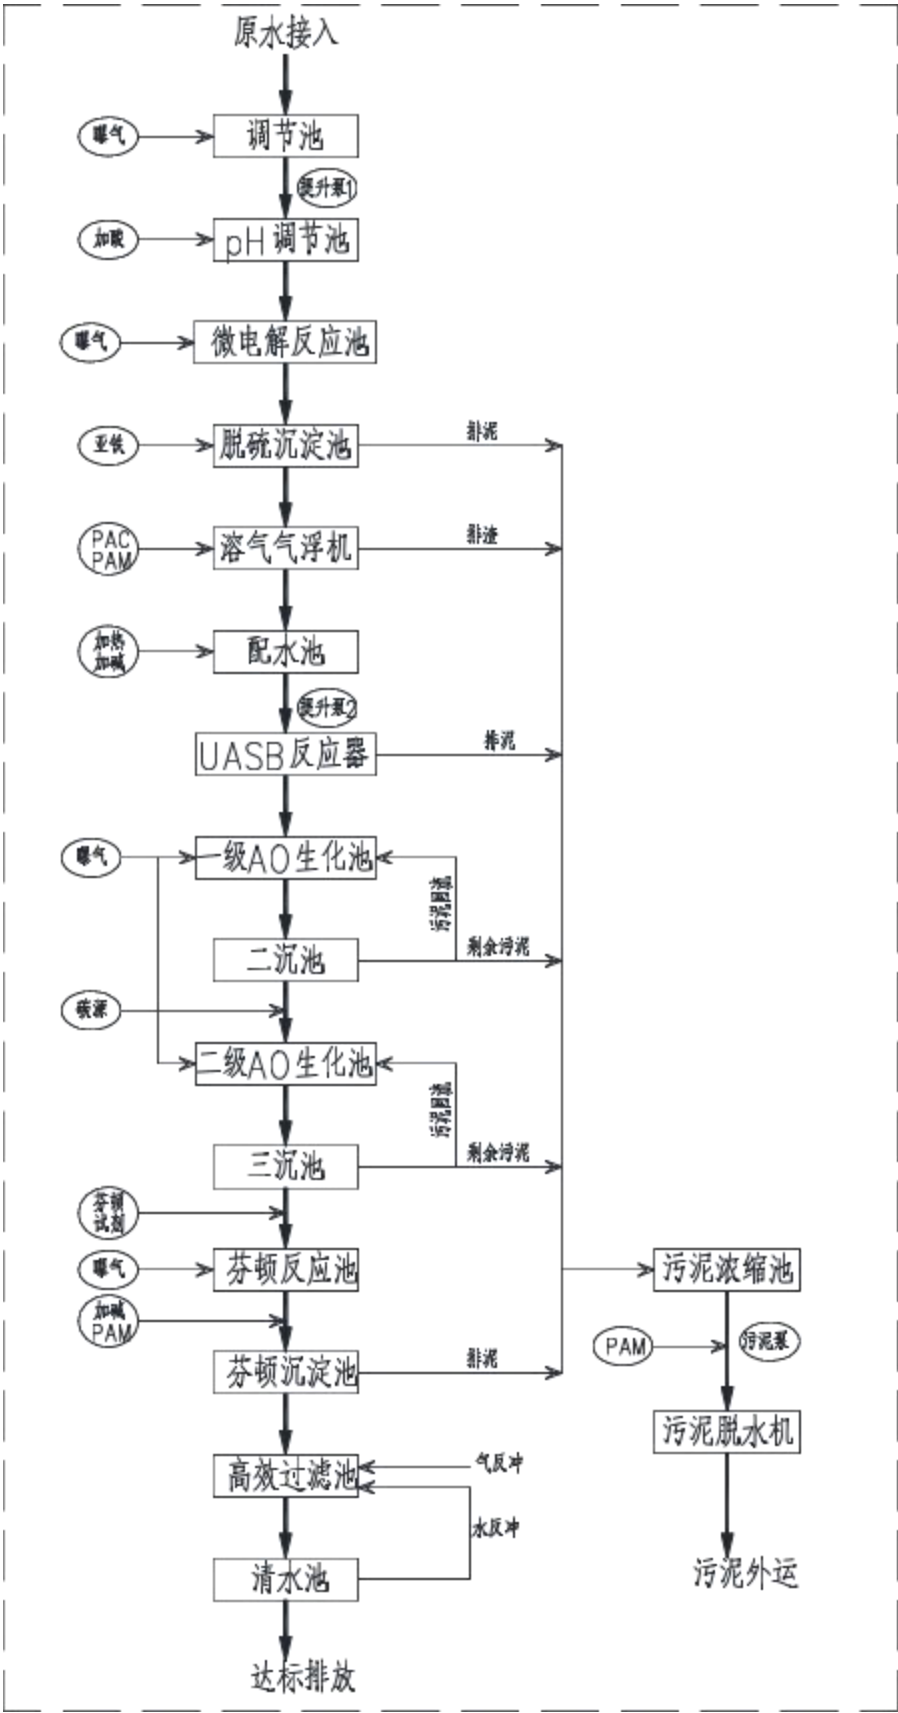 原水接入
曝气
调节池
提升泵1
加酸
pH调节池
曝气
微电解反应池
亚铁
脱硫沉淀池
排泥
PAC
PAM
溶气气浮机
排渣
加热
加碱
配水池
提升泵2
UASB反应器
排泥
曝气
一级AO生化池
污泥回流
二沉池
剩余污泥
碳源
二级AO生化池
污泥回流
三沉池
剩余污泥
芬顿
试剂
曝气
芬顿反应池
污泥浓缩池
加碱
PAM
PAM
污泥泵
芬顿沉淀池
排泥
污泥脱水机
高效过滤池
气反冲
水反冲
清水池
污泥外运
达标排放